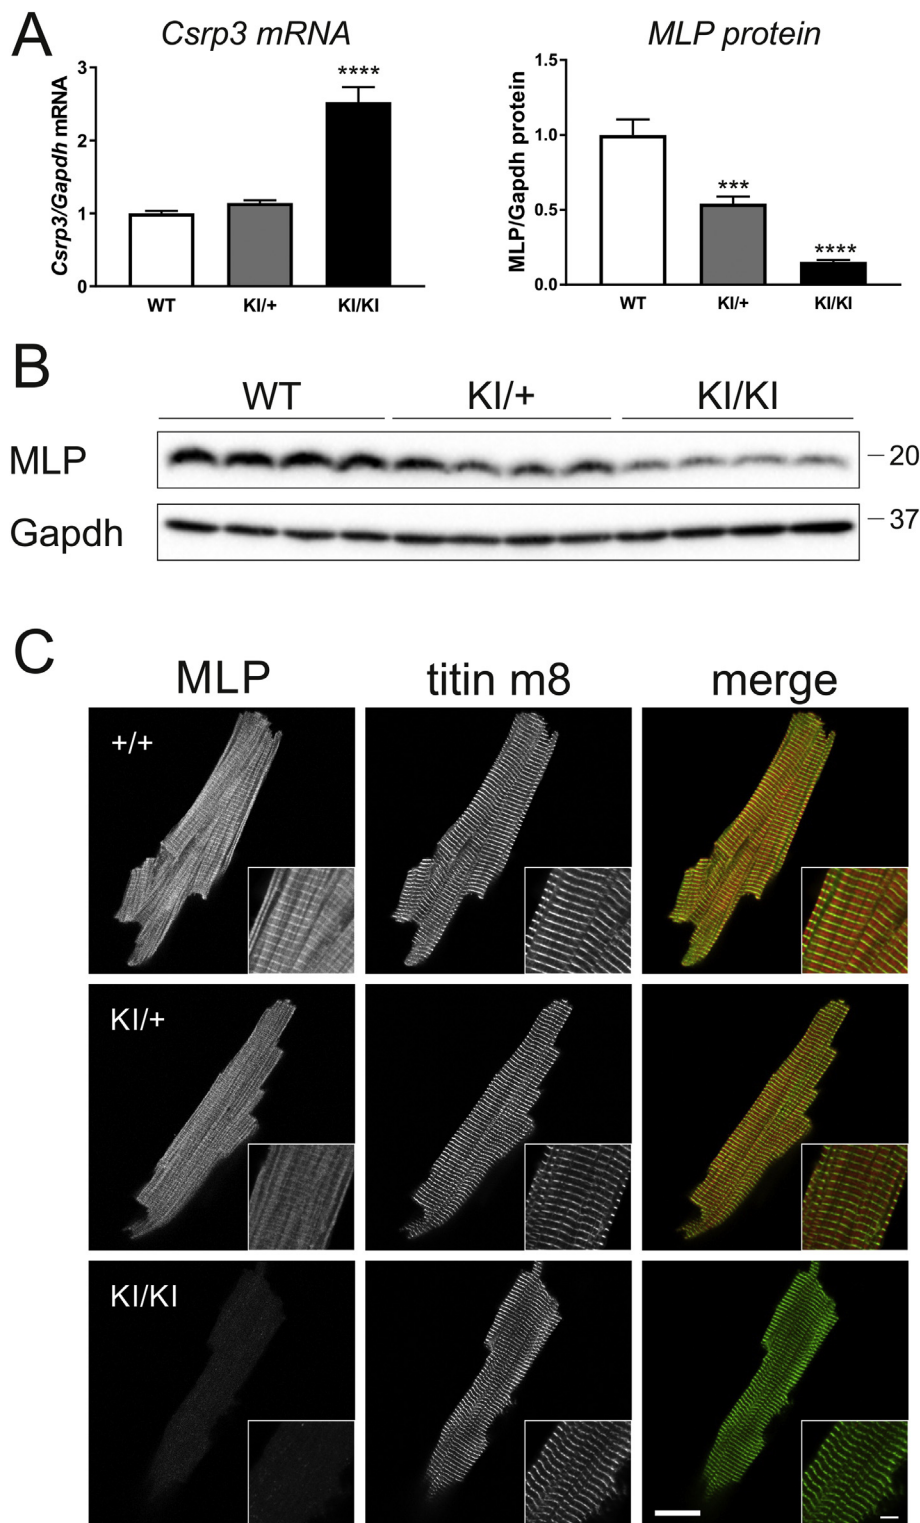 A
Csrp3 mRNA
Csrp3/Gapdh mRNA
3
2
1
0
****
WT
KI/+
KI/KI
MLP protein
MLP/Gapdh protein
1.5
1.0
0.5
0.0
***
****
WT
KI/+
KI/KI
B
WT
KI/+
KI/KI
MLP
20
Gapdh
37
C
MLP
titin m8
merge
+/+
KI/+
KI/KI